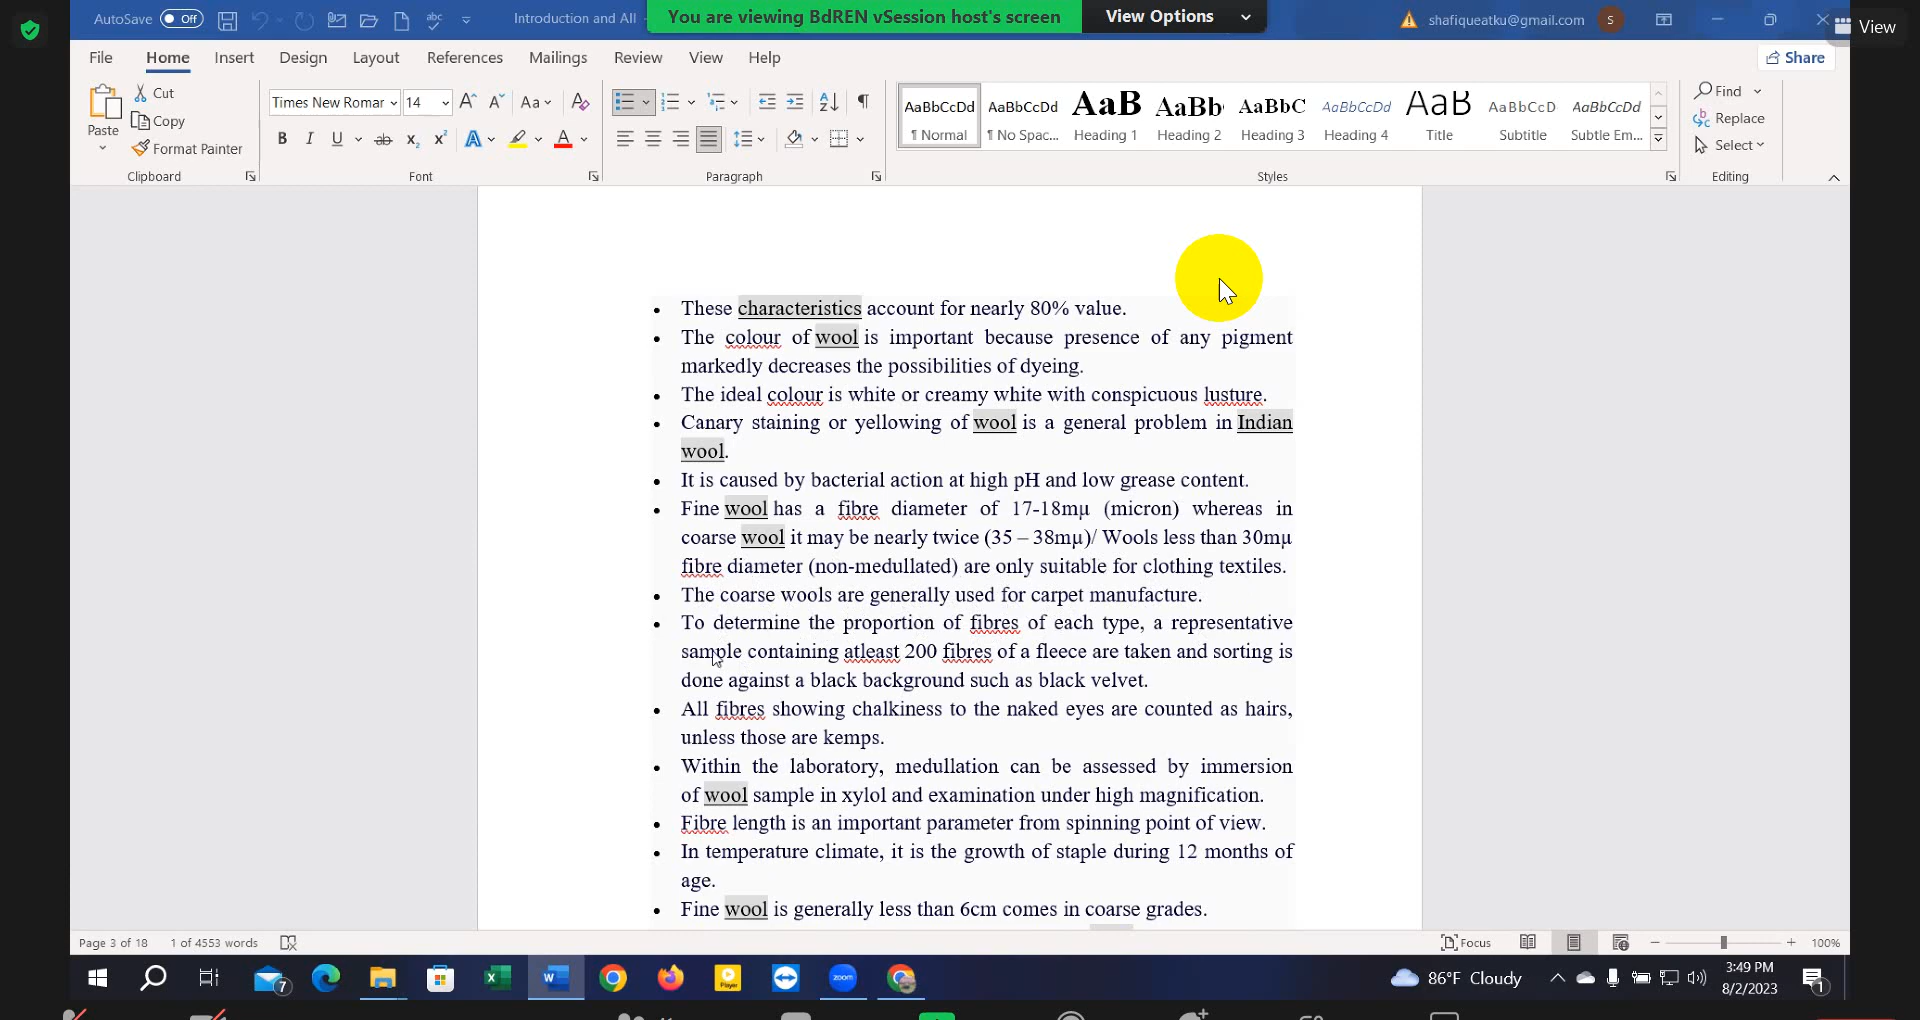 AutoSave Off
Introduction and All
You are viewing BdREN vSession host's screen
View Options
shafiqueatku@gmail.com
S
View
File Home Insert Design Layout References Mailings Review View Help
Share
Paste
Cut
Copy
Format Painter
Clipboard
Times New Romar
14
Aa
B I U ab x₂ x²
Font
Paragraph
AaBbCcDd AaBbCcDd AaB AaBb AaBbC AaBbCcDd AaB AaBbCcD AaBbCcDd
¶ Normal ¶ No Spac... Heading 1 Heading 2 Heading 3 Heading 4 Title Subtitle Subtle Em...
Styles
Find
Replace
Select
Editing
• These characteristics account for nearly 80% value.
• The colour of wool is important because presence of any pigment
markedly decreases the possibilities of dyeing.
• The ideal colour is white or creamy white with conspicuous lusture.
• Canary staining or yellowing of wool is a general problem in Indian
wool.
• It is caused by bacterial action at high pH and low grease content.
• Fine wool has a fibre diameter of 17-18mµ (micron) whereas in
coarse wool it may be nearly twice (35 – 38mµ)/ Wools less than 30mµ
fibre diameter (non-medullated) are only suitable for clothing textiles.
• The coarse wools are generally used for carpet manufacture.
• To determine the proportion of fibres of each type, a representative
sample containing atleast 200 fibres of a fleece are taken and sorting is
done against a black background such as black velvet.
• All fibres showing chalkiness to the naked eyes are counted as hairs,
unless those are kemps.
• Within the laboratory, medullation can be assessed by immersion
of wool sample in xylol and examination under high magnification.
• Fibre length is an important parameter from spinning point of view.
• In temperature climate, it is the growth of staple during 12 months of
age.
• Fine wool is generally less than 6cm comes in coarse grades.
Page 3 of 18 1 of 4553 words
Focus
100%
7
Player
zoom
86°F Cloudy
3:49 PM
8/2/2023
1